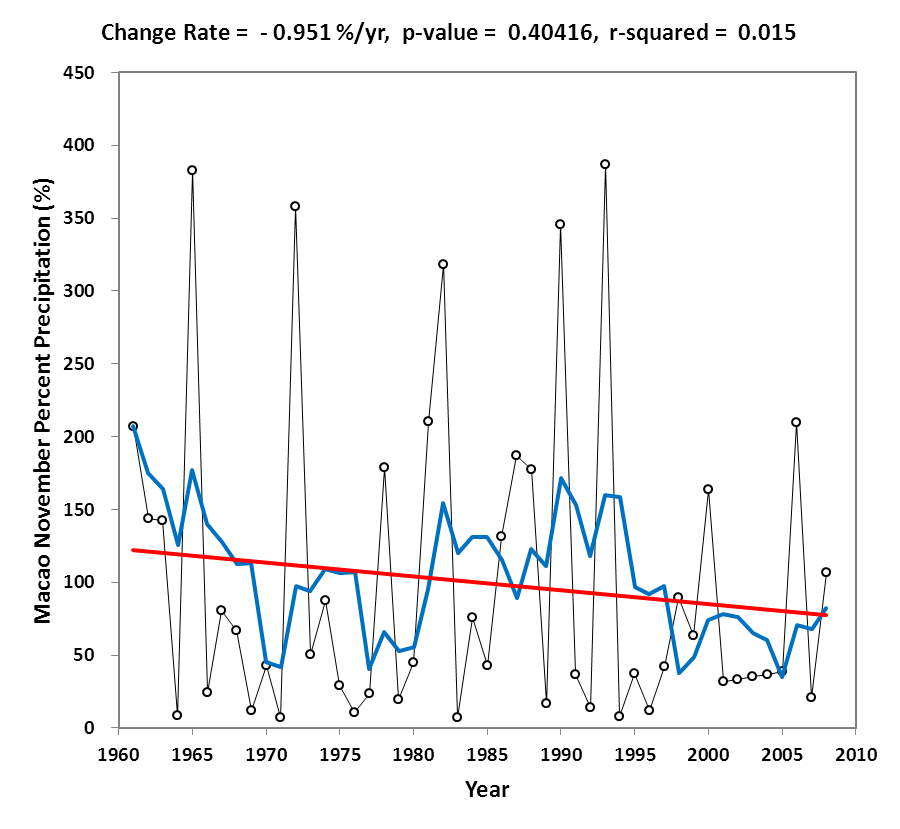 Change Rate = - 0.951 %/yr, p-value = 0.40416, r-squared = 0.015
Macao November Percent Precipitation (%)
450
400
350
300
250
200
150
100
50
0
1960 1965 1970 1975 1980 1985 1990 1995 2000 2005 2010
Year